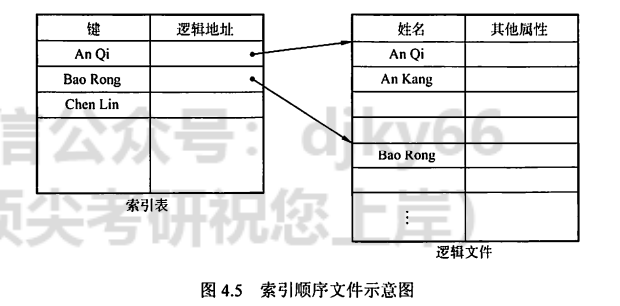 键 逻辑地址
An Qi
Bao Rong
Chen Lin
索引表
姓名 其他属性
An Qi
An Kang
Bao Rong
⋮
逻辑文件
信公众号：djky66
顶尖考研祝您上岸）
图 4.5 索引顺序文件示意图